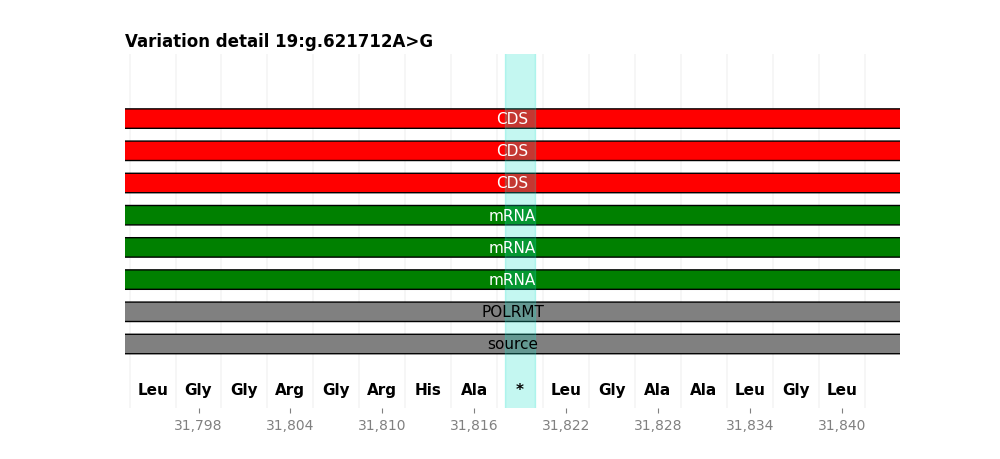 Variation detail 19:g.621712A>G
CDS
CDS
CDS
mRNA
mRNA
mRNA
POLRMT
source
Leu Gly Gly Arg Gly Arg His Ala * Leu Gly Ala Ala Leu Gly Leu
31,798 31,804 31,810 31,816 31,822 31,828 31,834 31,840